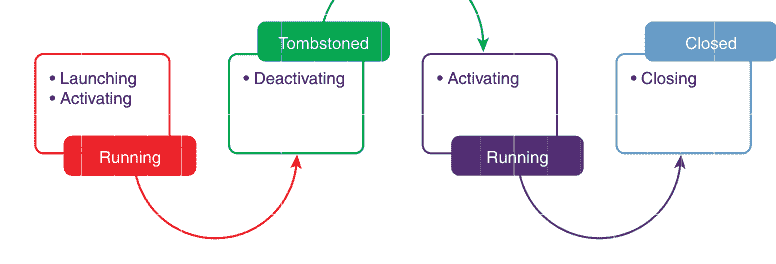 • Launching
• Activating
Running
Tombstoned
• Deactivating
• Activating
Running
Closed
• Closing